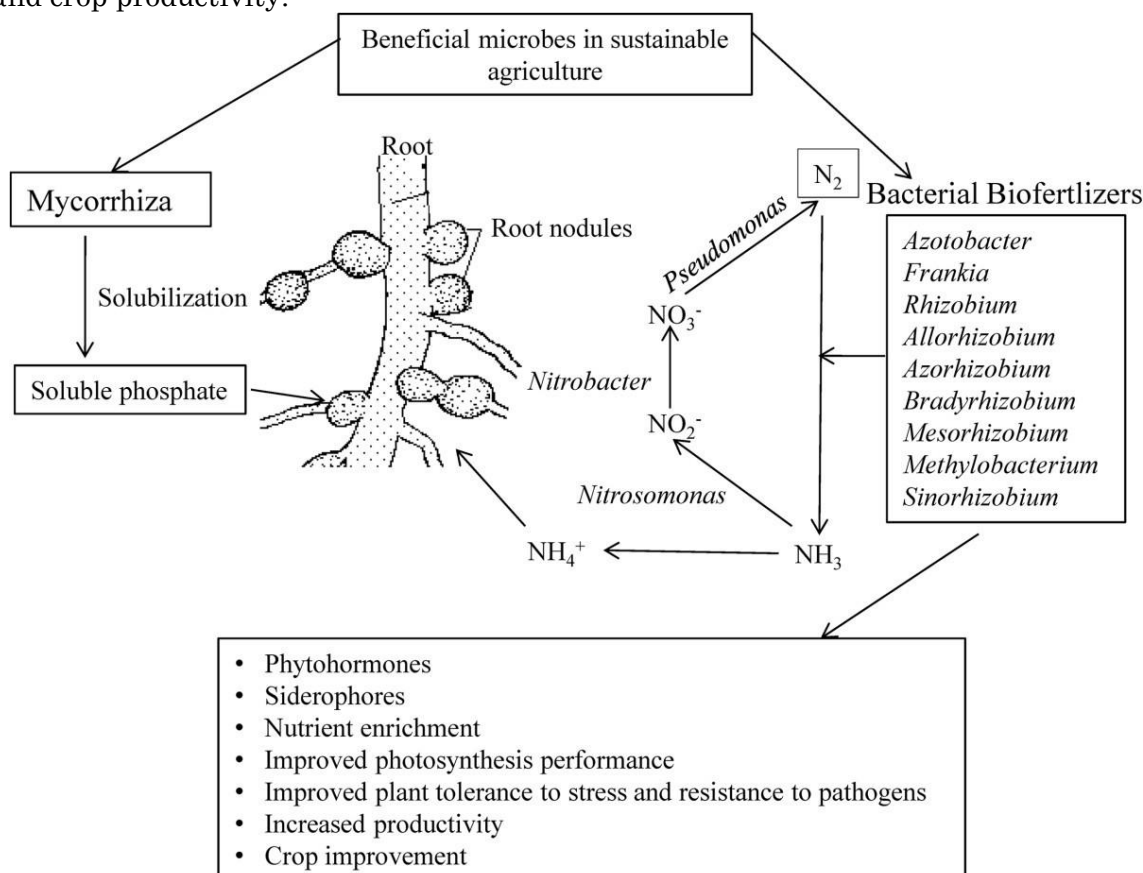 and crop productivity.
Beneficial microbes in sustainable
agriculture
Root
N₂
Mycorrhiza
Bacterial Biofertlizers
Root nodules
Pseudomonas
Azotobacter
Frankia
Rhizobium
Allorhizobium
Azorhizobium
Bradyrhizobium
Mesorhizobium
Methylobacterium
Sinorhizobium
Solubilization
NO₃⁻
Soluble phosphate
Nitrobacter
NO₂⁻
Nitrosomonas
NH₄⁺
NH₃
• Phytohormones
• Siderophores
• Nutrient enrichment
• Improved photosynthesis performance
• Improved plant tolerance to stress and resistance to pathogens
• Increased productivity
• Crop improvement